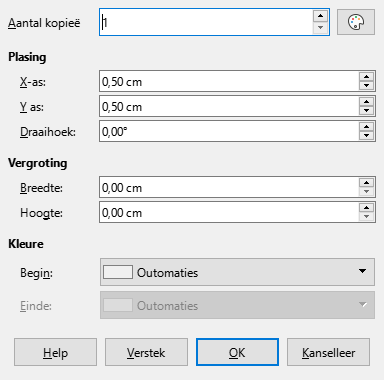 Aantal kopieë 1
Plasing
X-as: 0,50 cm
Y as: 0,50 cm
Draaihoek: 0,00°
Vergroting
Breedte: 0,00 cm
Hoogte: 0,00 cm
Kleure
Begin: Outomaties
Einde: Outomaties
Help Verstek OK Kanselleer